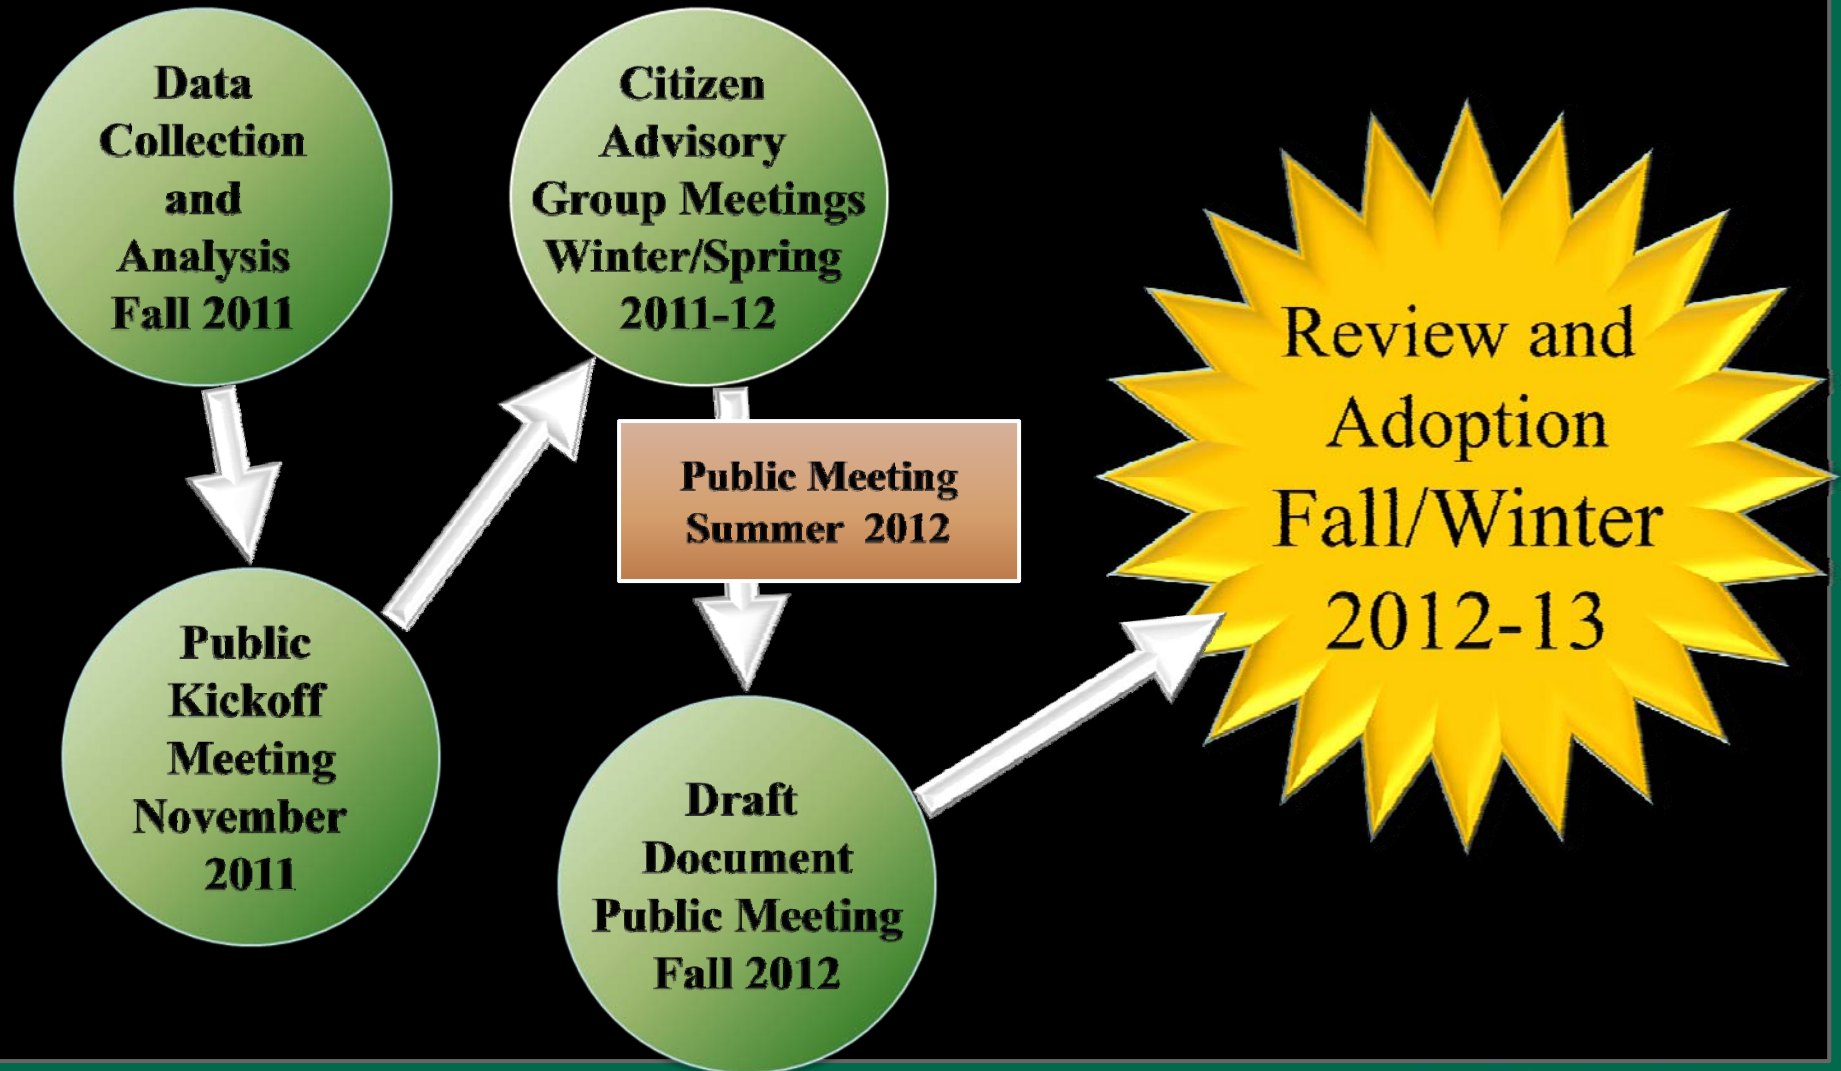 Data
Collection
and
Analysis
Fall 2011
Public
Kickoff
Meeting
November
2011
Citizen
Advisory
Group Meetings
Winter/Spring
2011-12
Public Meeting
Summer 2012
Draft
Document
Public Meeting
Fall 2012
Review and
Adoption
Fall/Winter
2012-13